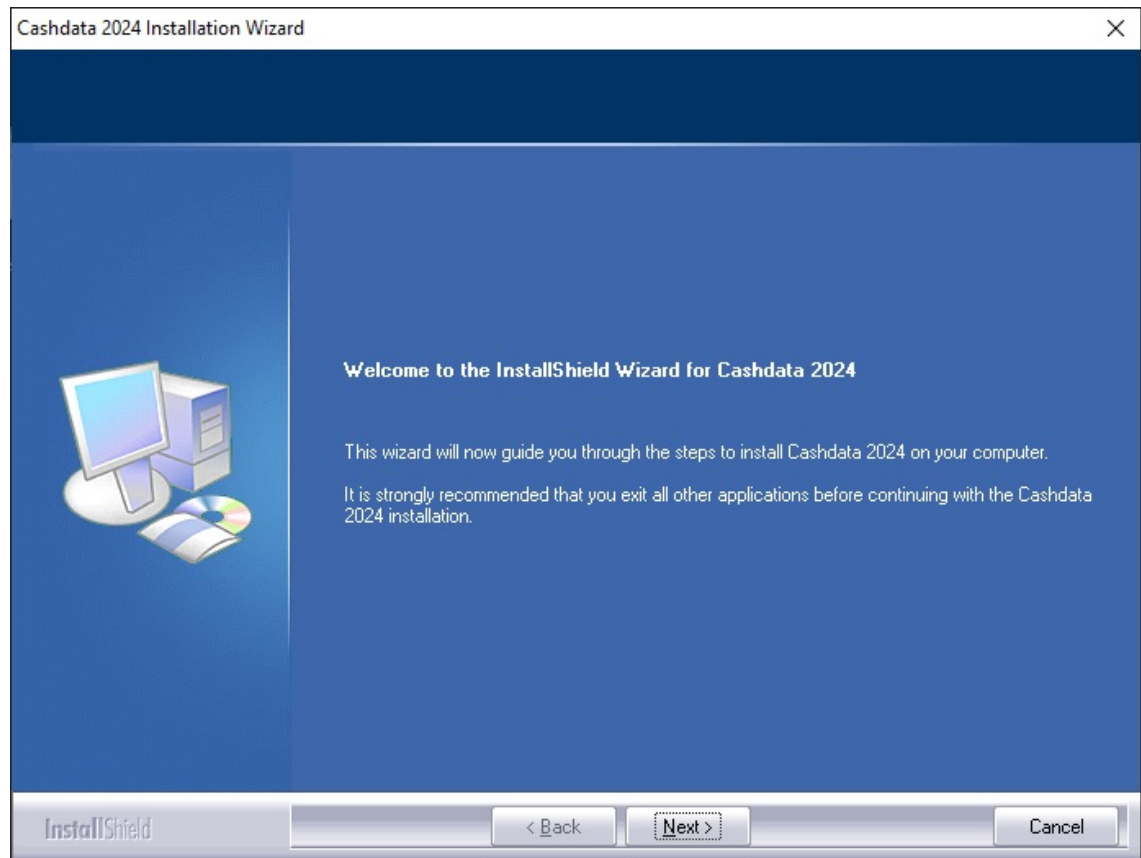 Cashdata 2024 Installation Wizard
Welcome to the InstallShield Wizard for Cashdata 2024
This wizard will now guide you through the steps to install Cashdata 2024 on your computer.
It is strongly recommended that you exit all other applications before continuing with the Cashdata
2024 installation.
InstallShield
< Back
Next >
Cancel